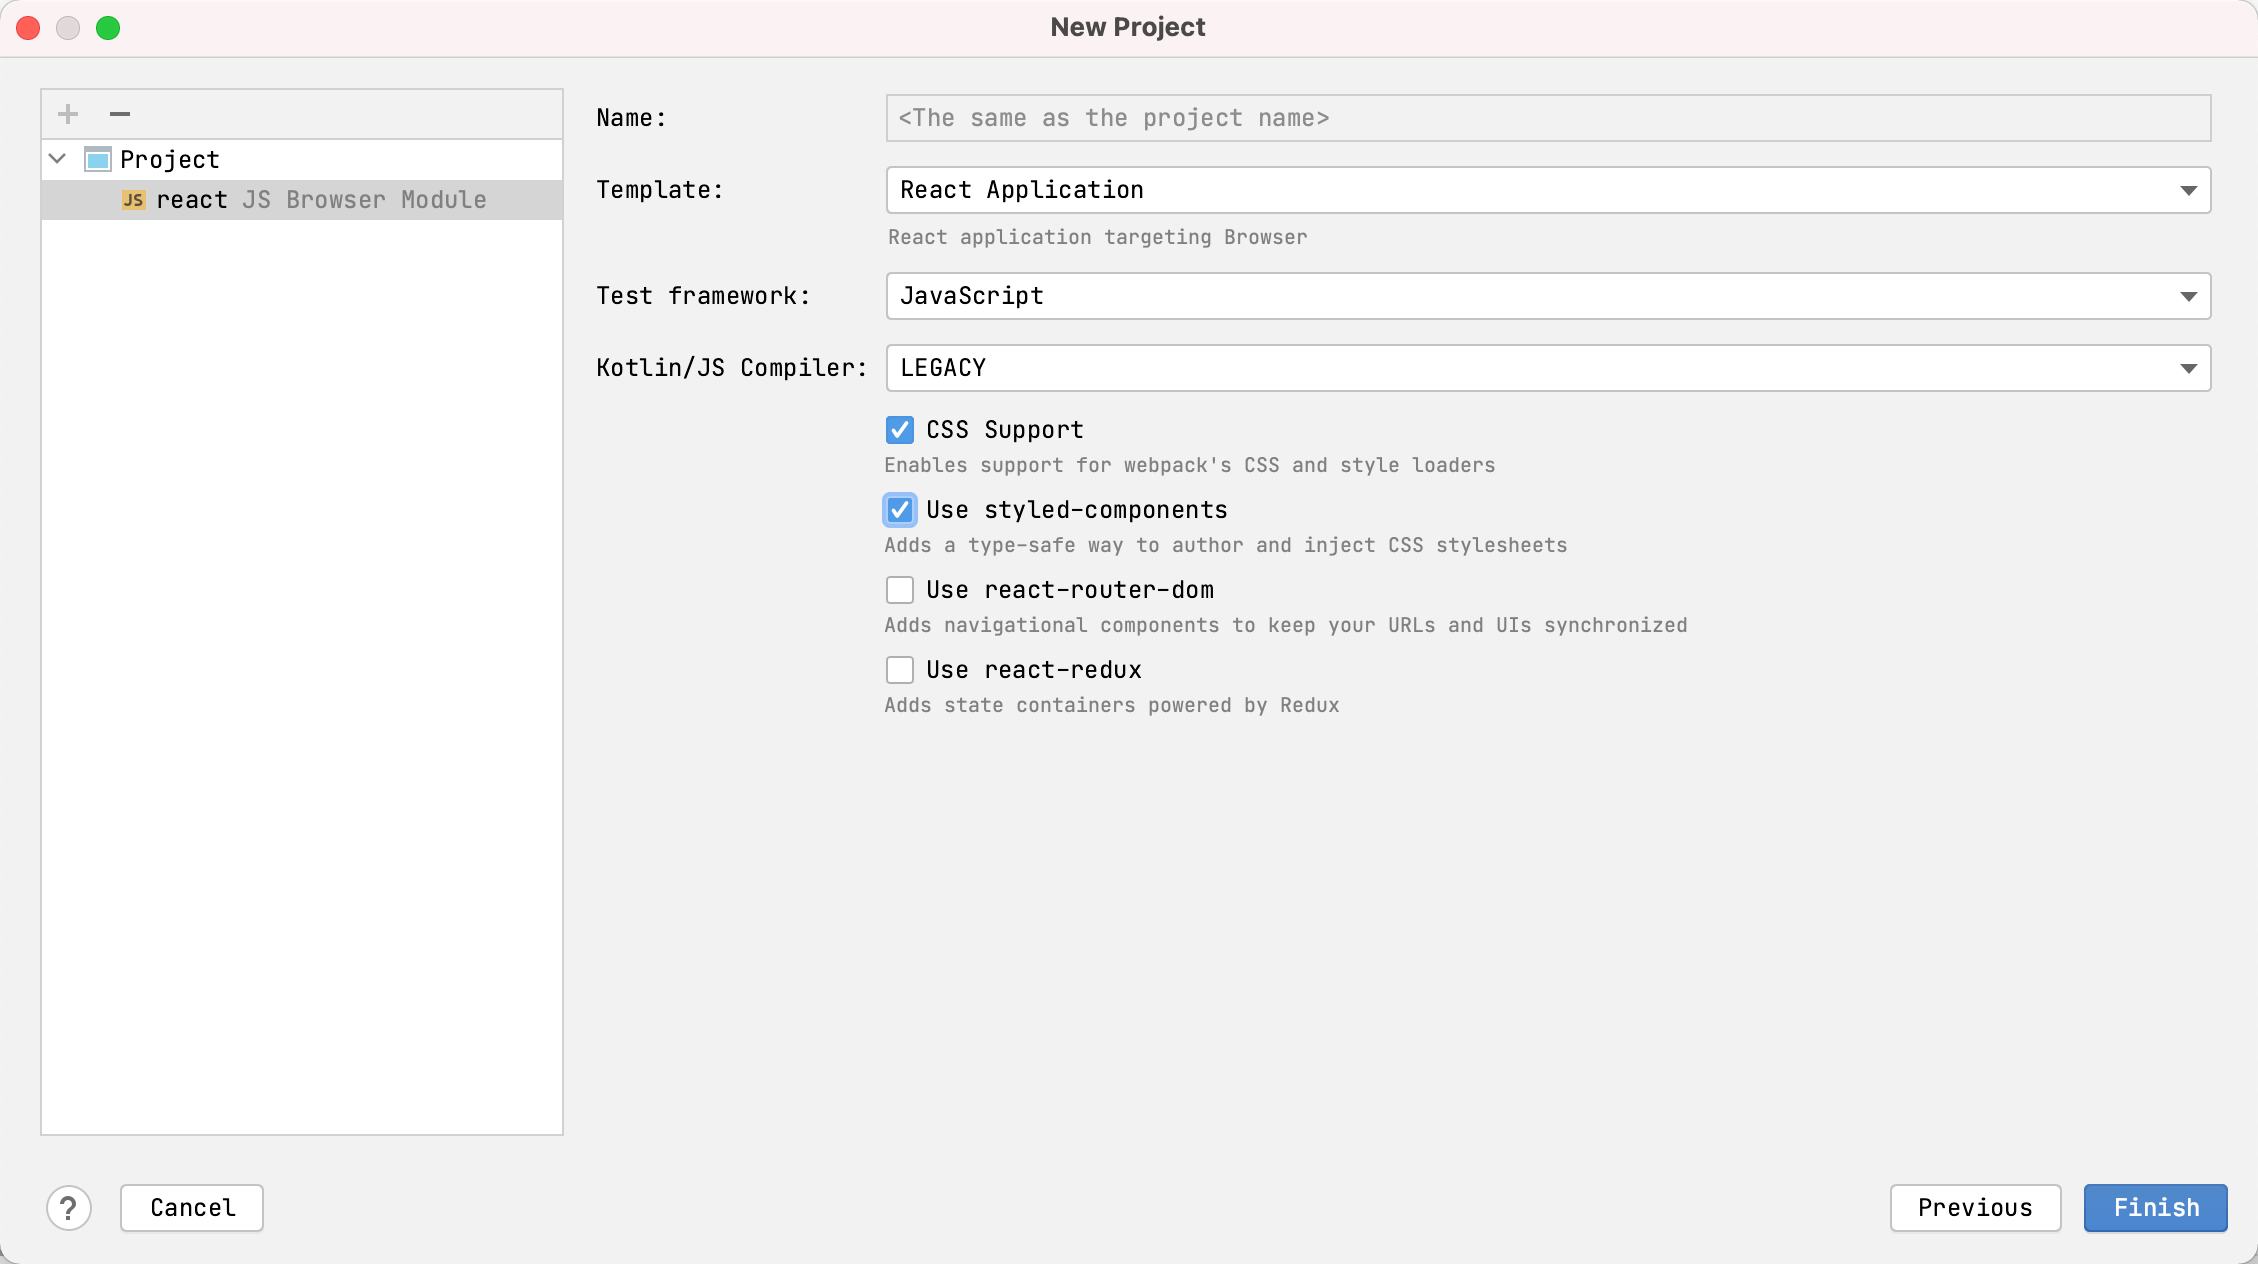 New Project
Project
JS react JS Browser Module
Name: <The same as the project name>
Template: React Application
React application targeting Browser
Test framework: JavaScript
Kotlin/JS Compiler: LEGACY
CSS Support
Enables support for webpack's CSS and style loaders
Use styled-components
Adds a type-safe way to author and inject CSS stylesheets
Use react-router-dom
Adds navigational components to keep your URLs and UIs synchronized
Use react-redux
Adds state containers powered by Redux
? Cancel Previous Finish